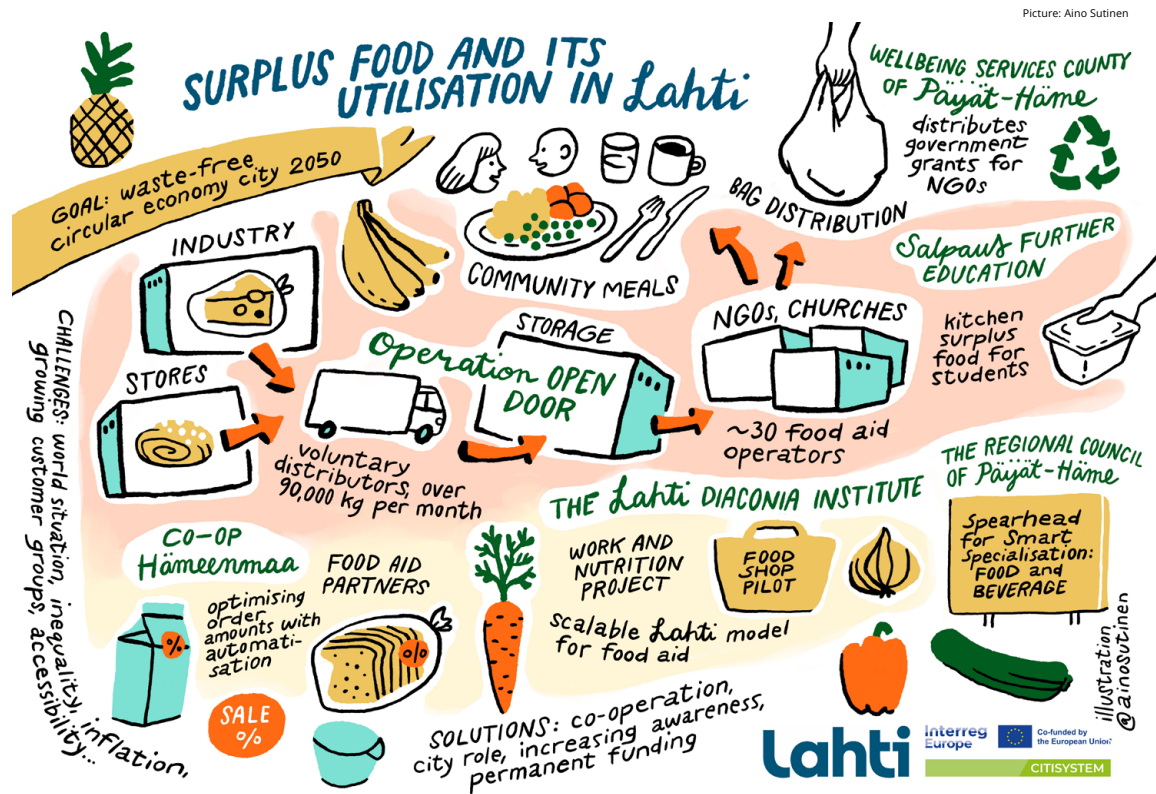 Picture: Aino Sutinen
SURPLUS FOOD AND ITS
UTILISATION IN Lahti
WELLBEING SERVICES COUNTY
OF Päijät-Häme
distributes
government
grants for
NGOs
GOAL: waste-free
circular economy city 2050
BAG DISTRIBUTION
INDUSTRY
COMMUNITY MEALS
Salpaus FURTHER
EDUCATION
kitchen
surplus
food for
students
STORAGE
NGOs, CHURCHES
Operation OPEN
DOOR
STORES
voluntary
distributors, over
90,000 kg per month
~30 food aid
operators
CHALLENGES: world situation, inequality, inflation,
growing customer groups, accessibility...
THE Lahti DIACONIA INSTITUTE
THE REGIONAL COUNCIL
OF Päijät-Häme
Spearhead
for Smart
Specialisation:
FOOD and
BEVERAGE
CO-OP
Hämeenmaa
FOOD AID
PARTNERS
optimising
order
amounts with
automati-
sation
WORK AND
NUTRITION
PROJECT
FOOD
SHOP
PILOT
scalable Lahti model
for food aid
%
%
SALE
%
SOLUTIONS: co-operation,
city role, increasing awareness,
permanent funding
illustration
@ainoSutinen
Lahti
Interreg
Europe
Co-funded by
the European Union
CITISYSTEM